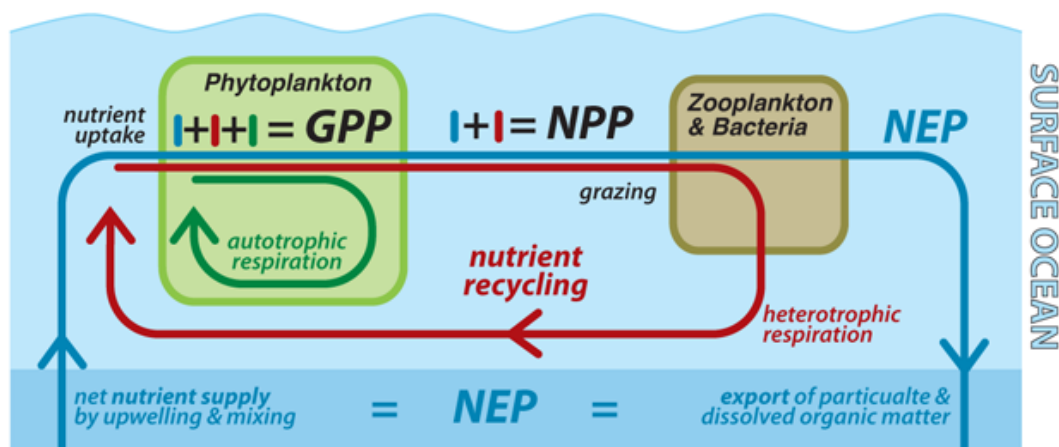 Phytoplankton
nutrient
uptake
|+|+| = GPP
|+| = NPP
Zooplankton
& Bacteria
NEP
grazing
autotrophic
respiration
nutrient
recycling
heterotrophic
respiration
net nutrient supply
by upwelling & mixing
=
NEP
=
export of particualte &
dissolved organic matter
SURFACE OCEAN